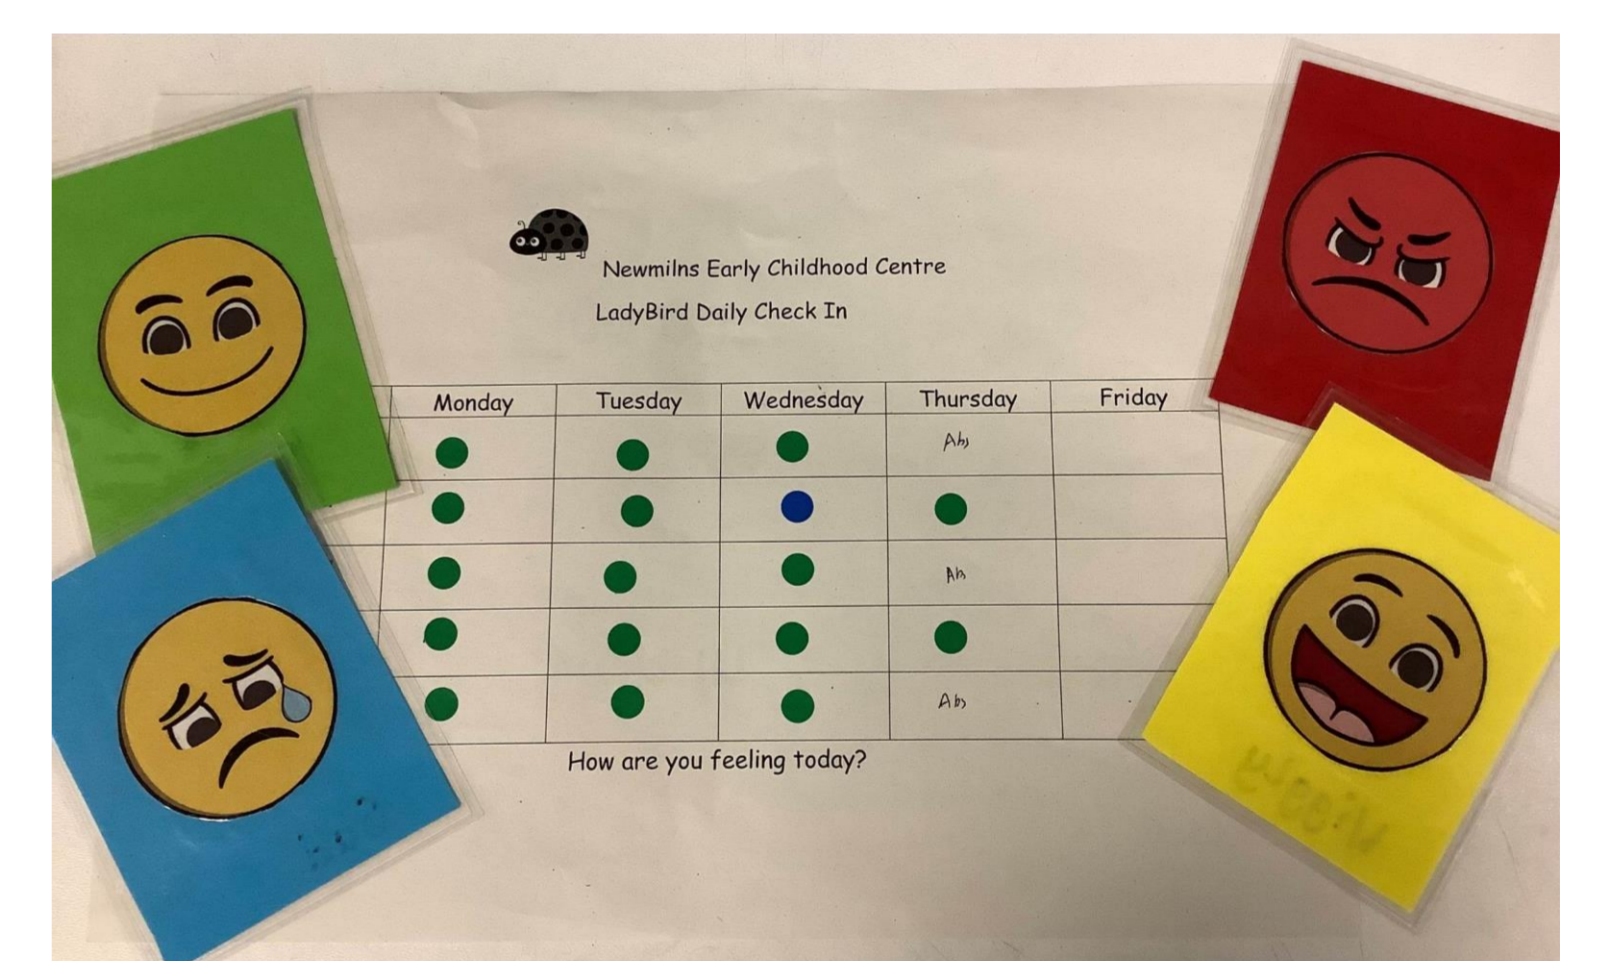 Newmilns Early Childhood Centre
LadyBird Daily Check In
Monday Tuesday Wednesday Thursday Friday
Abs
Ab
Abs
How are you feeling today?